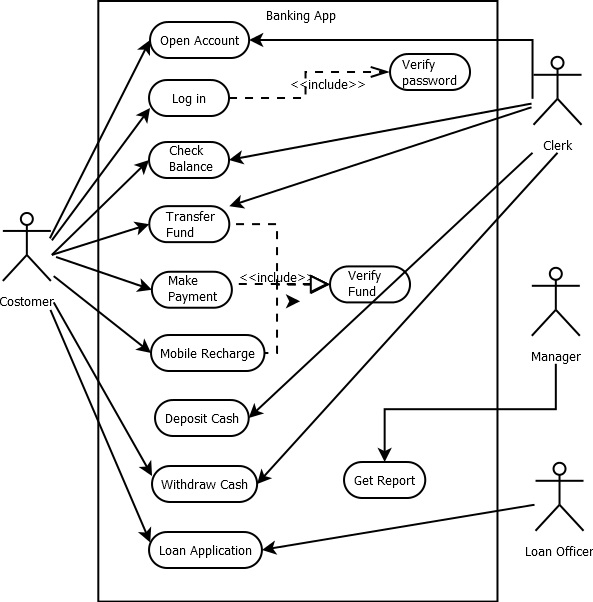 Banking App
Open Account
Verify
password
<<include>>
Log in
Check
Balance
Clerk
Transfer
Fund
<<include>>
Make
Payment
Verify
Fund
Costomer
Mobile Recharge
Manager
Deposit Cash
Withdraw Cash
Get Report
Loan Application
Loan Officer